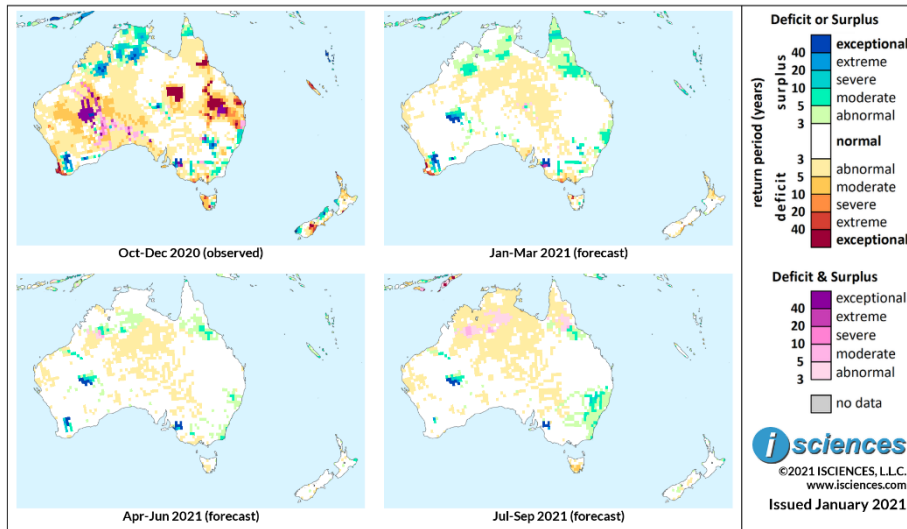 Oct-Dec 2020 (observed)
Jan-Mar 2021 (forecast)
Apr-Jun 2021 (forecast)
Jul-Sep 2021 (forecast)
Deficit or Surplus
return period (years)
surplus
deficit
exceptional
40
extreme
20
severe
10
moderate
5
abnormal
3
normal
3
abnormal
5
moderate
10
severe
20
extreme
40
exceptional
Deficit & Surplus
exceptional
40
extreme
20
severe
10
moderate
5
abnormal
3
no data
i sciences
©2021 ISCIENCES, L.L.C.
www.isciences.com
Issued January 2021